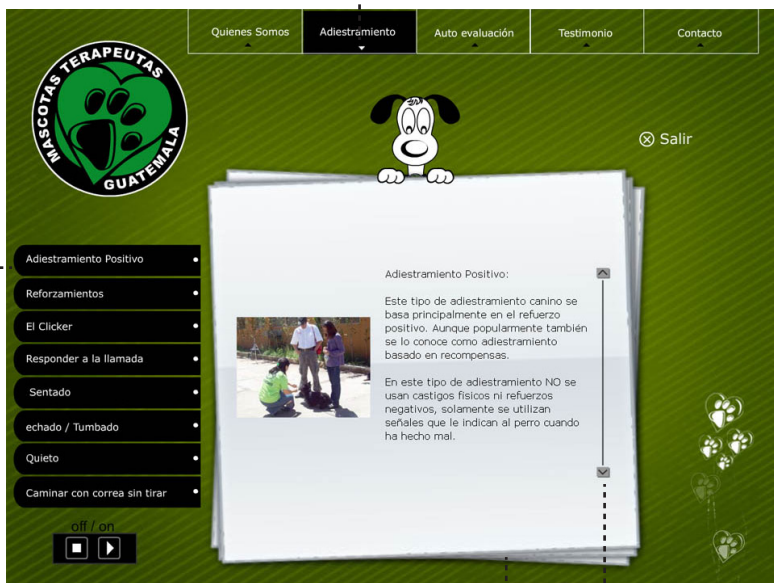 Quienes Somos
Adiestramiento
Auto evaluación
Testimonio
Contacto
MASCOTAS TERAPEUTAS
GUATEMALA
Salir
Adiestramiento Positivo
Reforzamientos
El Clicker
Responder a la llamada
Sentado
echado / Tumbado
Quieto
Caminar con correa sin tirar
off / on
Adiestramiento Positivo:
Este tipo de adiestramiento canino se
basa principalmente en el refuerzo
positivo. Aunque popularmente también
se lo conoce como adiestramiento
basado en recompensas.
En este tipo de adiestramiento NO se
usan castigos fisicos ni refuerzos
negativos, solamente se utilizan
señales que le indican al perro cuando
ha hecho mal.